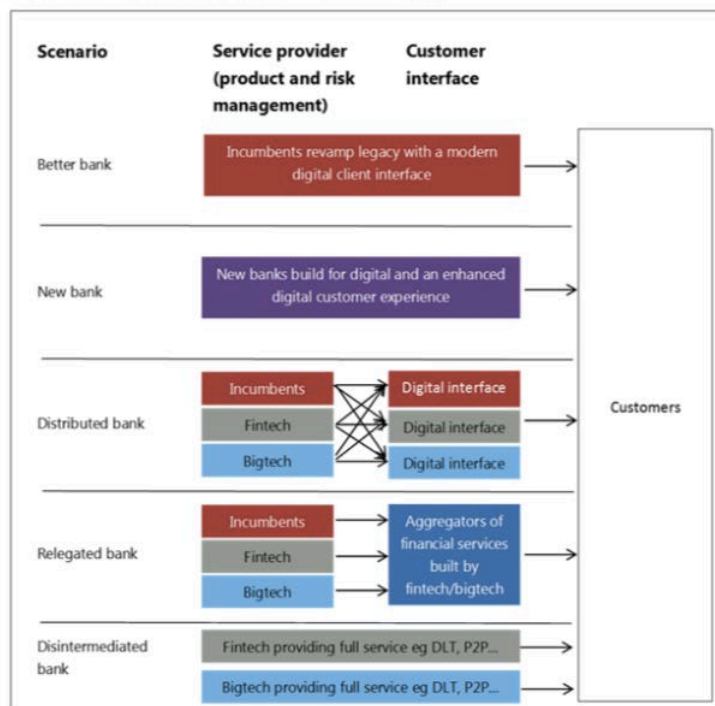 Scenario
Service provider
(product and risk
management)
Customer
interface
Better bank
Incumbents revamp legacy with a modern
digital client interface
New bank
New banks build for digital and an enhanced
digital customer experience
Distributed bank
Incumbents
Fintech
Bigtech
Digital interface
Digital interface
Digital interface
Customers
Relegated bank
Incumbents
Fintech
Bigtech
Aggregators of
financial services
built by
fintech/bigtech
Disintermediated
bank
Fintech providing full service eg DLT, P2P...
Bigtech providing full service eg DLT, P2P...